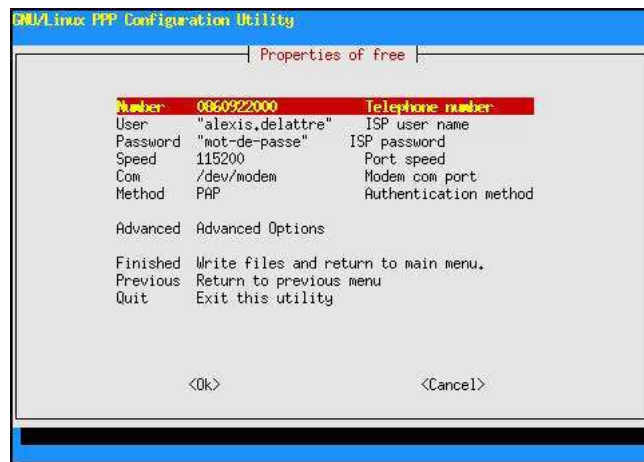 GNU/Linux PPP Configuration Utility
Properties of free
Number 0860922000 Telephone number
User "alexis.delattre" ISP user name
Password "mot-de-passe" ISP password
Speed 115200 Port speed
Com /dev/modem Modem com port
Method PAP Authentication method
Advanced Advanced Options
Finished Write files and return to main menu.
Previous Return to previous menu
Quit Exit this utility
<Ok> <Cancel>